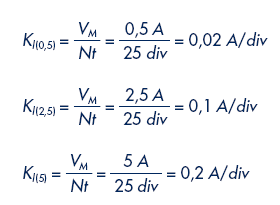 K_I(0,5) = V_M / Nt = 0,5 A / 25 div = 0,02 A/div
K_I(2,5) = V_M / Nt = 2,5 A / 25 div = 0,1 A/div
K_I(5) = V_M / Nt = 5 A / 25 div = 0,2 A/div